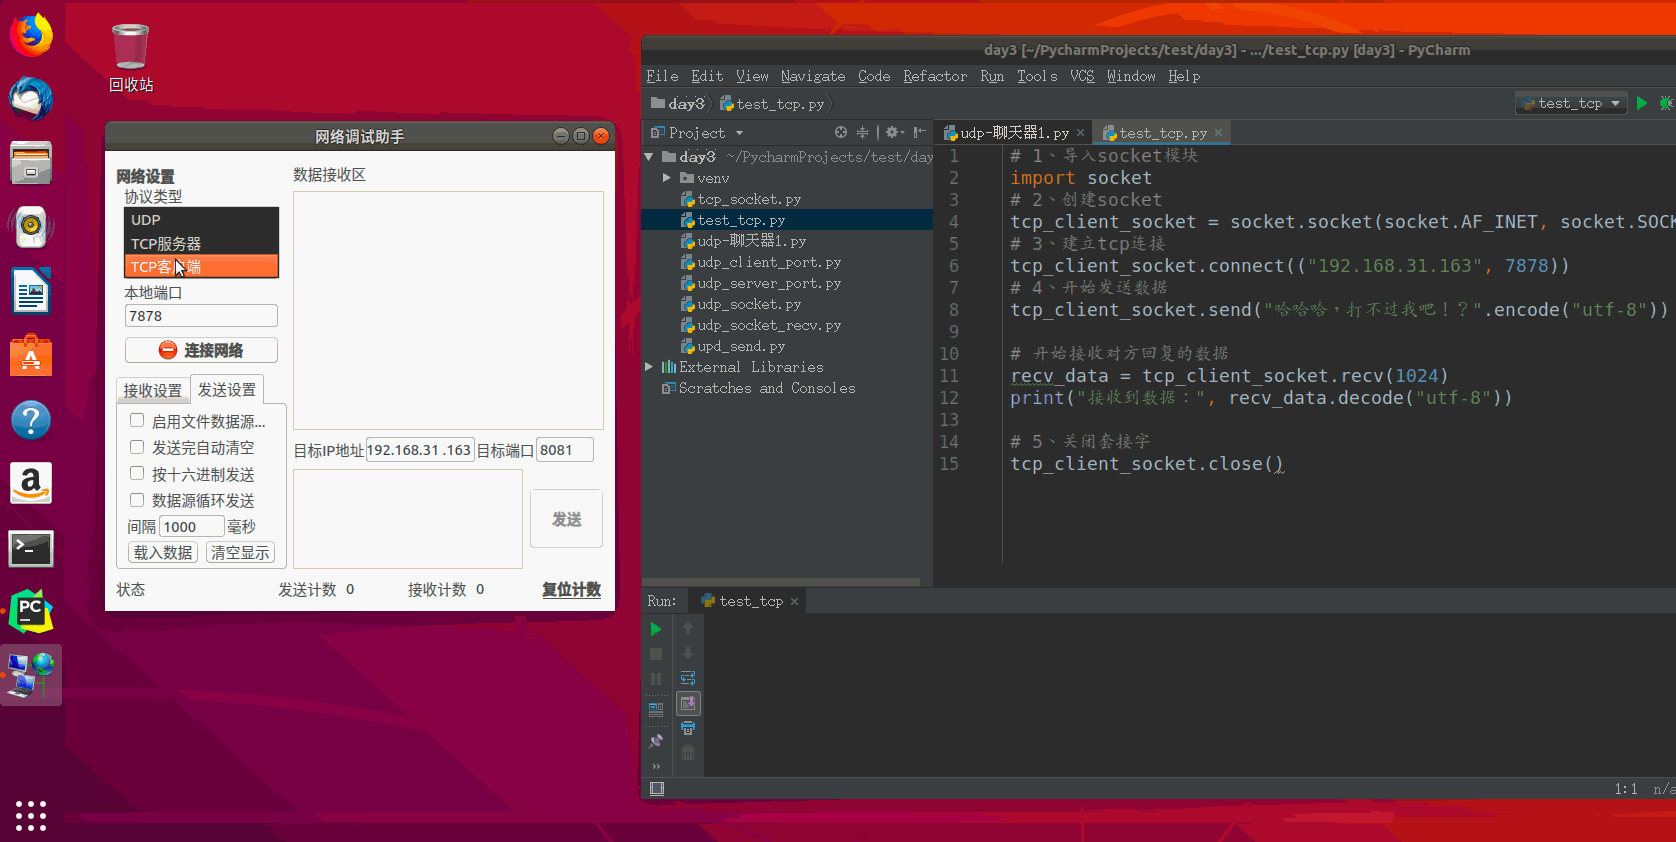 回收站
网络调试助手
网络设置
协议类型
UDP
TCP服务器
TCP客户端
本地端口
7878
连接网络
接收设置
发送设置
启用文件数据源...
发送完自动清空
按十六进制发送
数据源循环发送
间隔 1000 毫秒
载入数据 清空显示
数据接收区
目标IP地址 192.168.31 .163 目标端口 8081
发送
状态 发送计数 0 接收计数 0 复位计数
day3 [~/PycharmProjects/test/day3] - .../test_tcp.py [day3] - PyCharm
File Edit View Navigate Code Refactor Run Tools VCS Window Help
day3 test_tcp.py
test_tcp
Project
day3 ~/PycharmProjects/test/day
venv
tcp_socket.py
test_tcp.py
udp-聊天器1.py
udp_client_port.py
udp_server_port.py
udp_socket.py
udp_socket_recv.py
upd_send.py
External Libraries
Scratches and Consoles
udp-聊天器1.py × test_tcp.py ×
1 # 1、导入socket模块
2 import socket
3 # 2、创建socket
4 tcp_client_socket = socket.socket(socket.AF_INET, socket.SOCK
5 # 3、建立tcp连接
6 tcp_client_socket.connect(("192.168.31.163", 7878))
7 # 4、开始发送数据
8 tcp_client_socket.send("哈哈哈，打不过我吧！？".encode("utf-8"))
9
10 # 开始接收对方回复的数据
11 recv_data = tcp_client_socket.recv(1024)
12 print("接收到数据：", recv_data.decode("utf-8"))
13
14 # 5、关闭套接字
15 tcp_client_socket.close()
Run: test_tcp ×
1:1 n/a